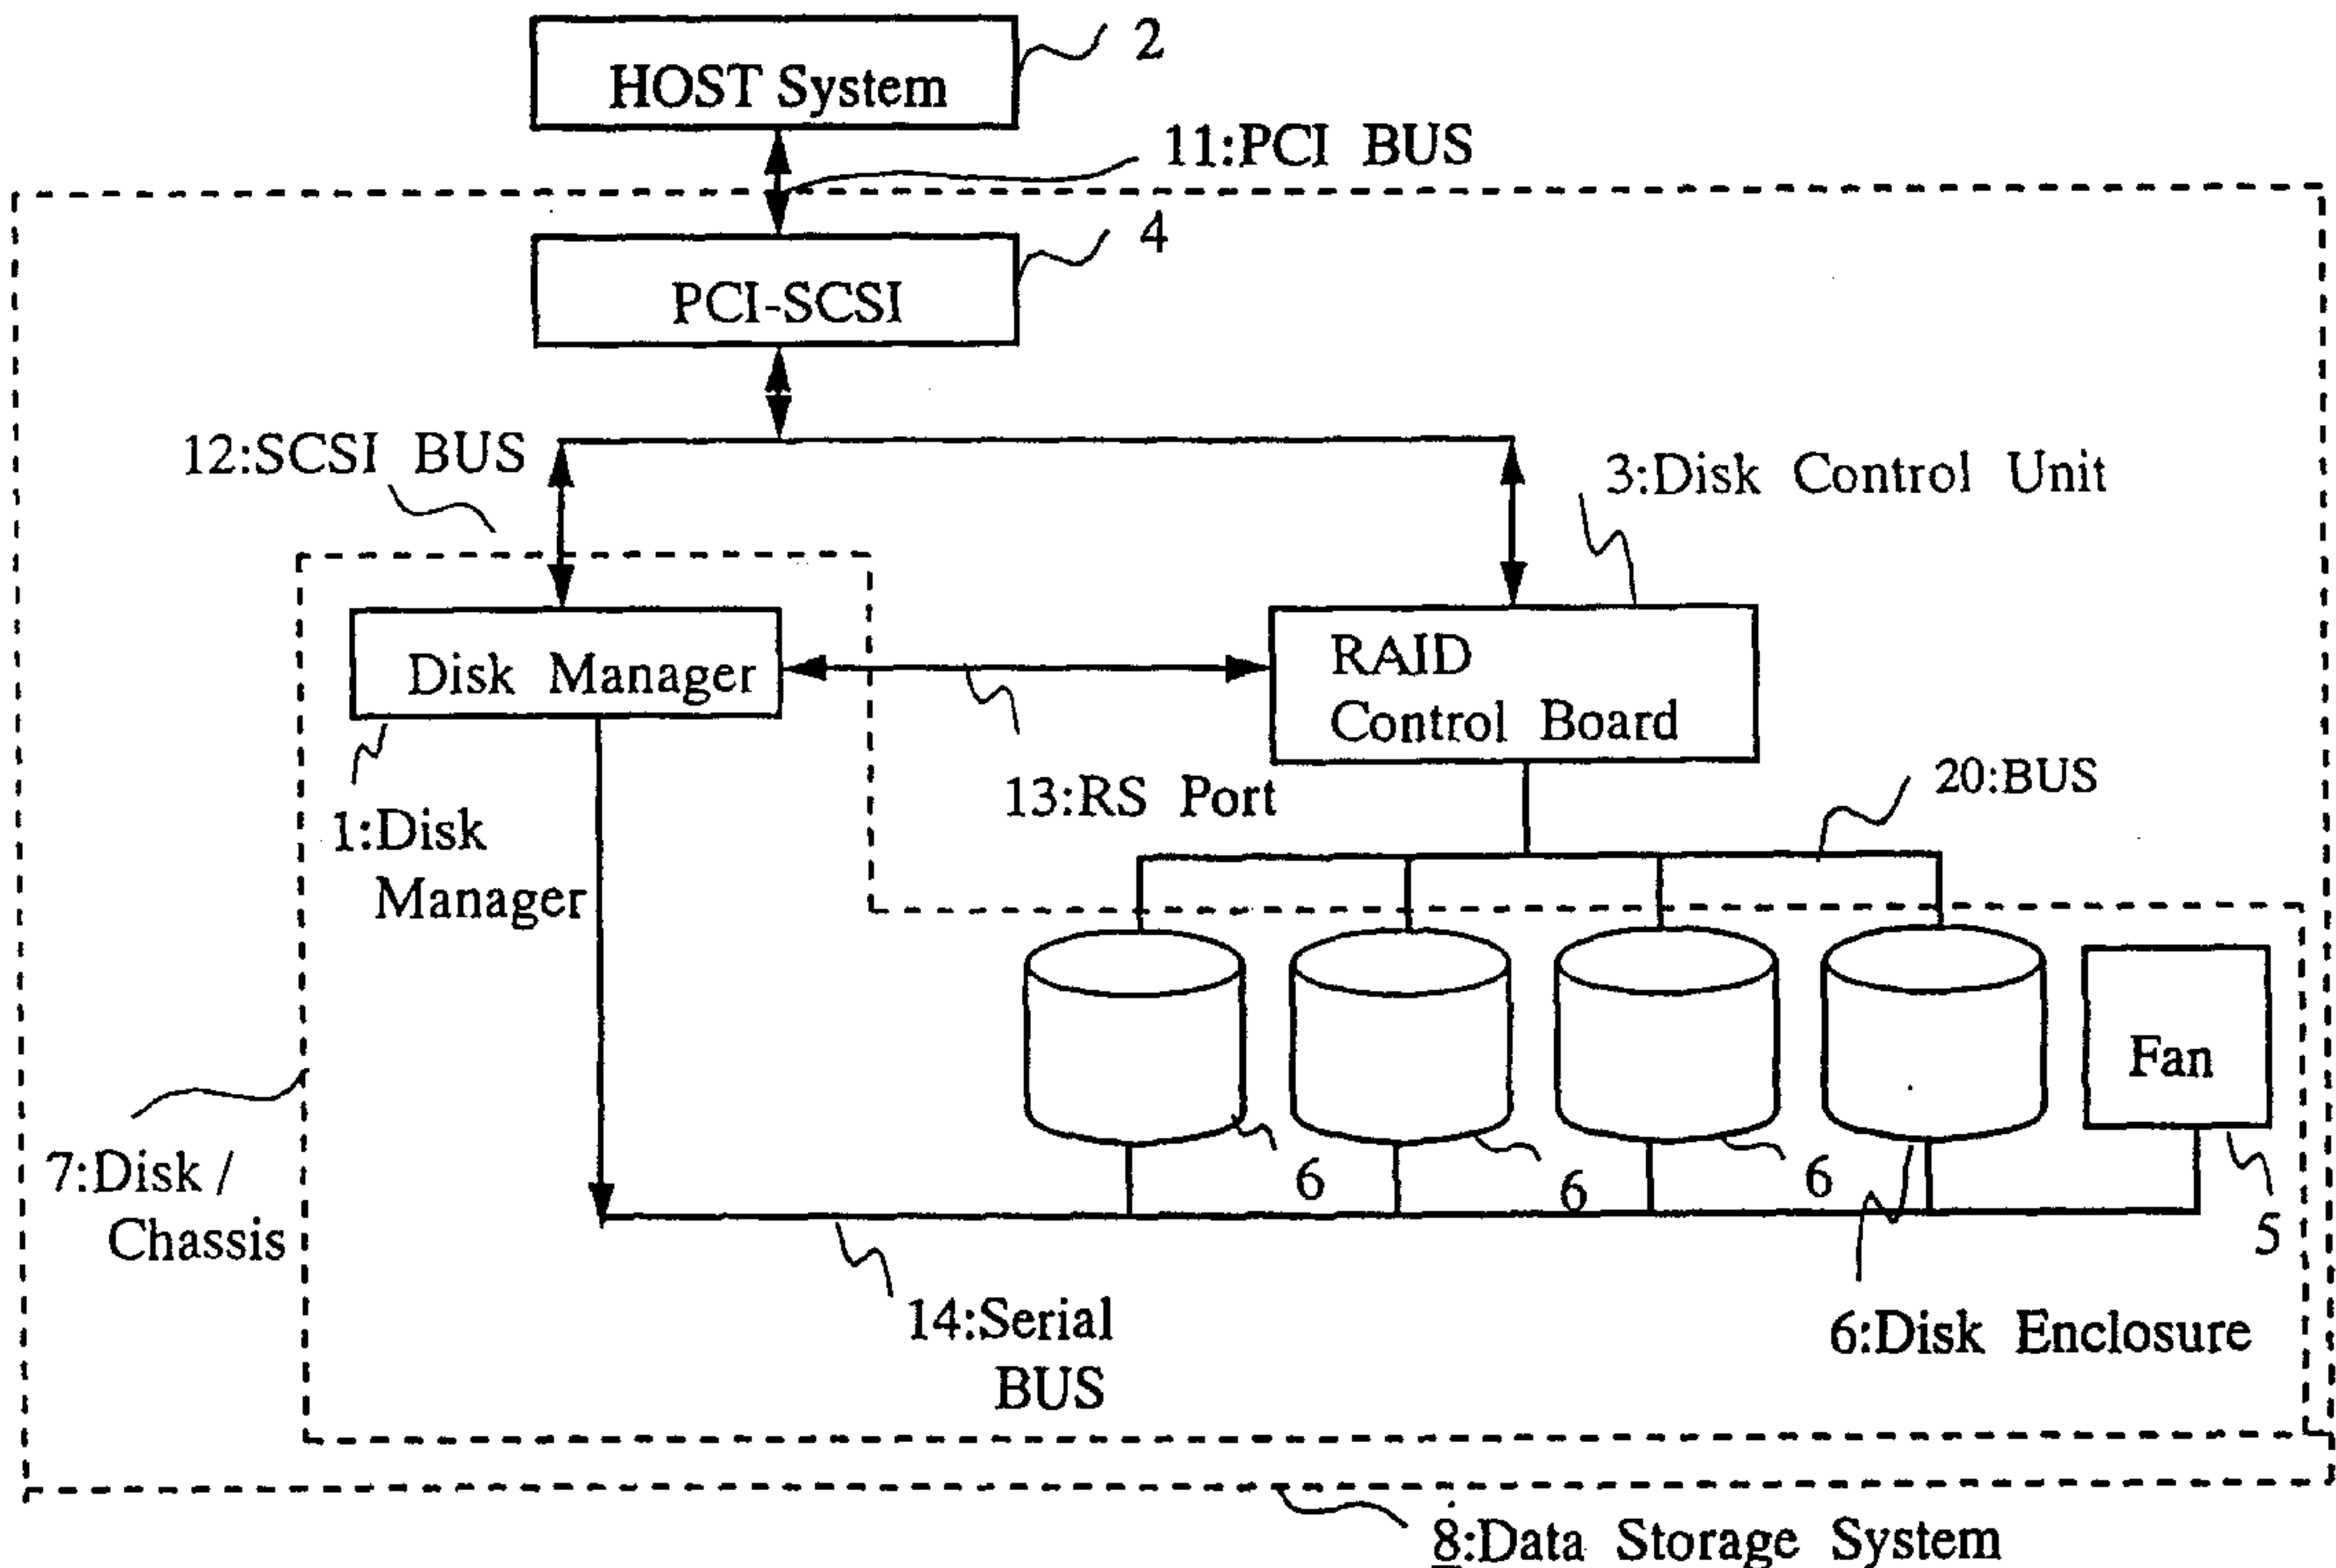 2
HOST System
11:PCI BUS
4
PCI-SCSI
12:SCSI BUS
3:Disk Control Unit
Disk Manager
RAID
Control Board
13:RS Port
20:BUS
1:Disk
Manager
Fan
7:Disk /
Chassis
6
6
6
5
14:Serial
BUS
6:Disk Enclosure
8:Data Storage System